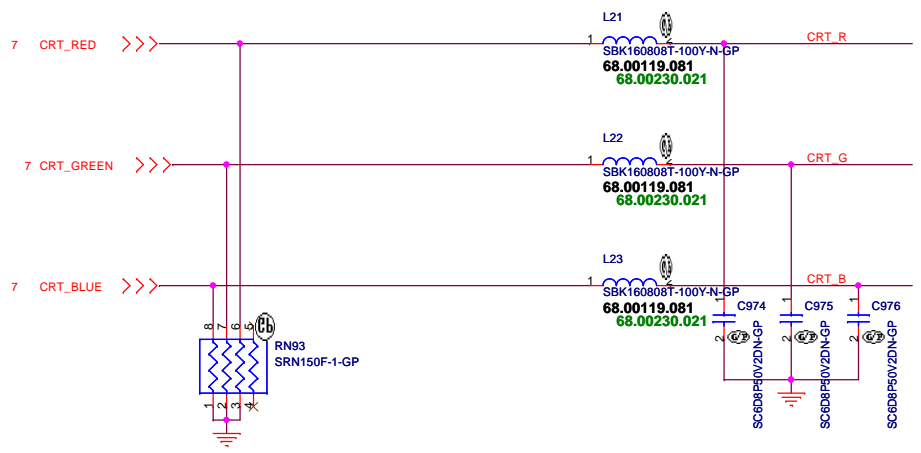 L21
7 CRT_RED
1 2
CRT_R
SBK160808T-100Y-N-GP
68.00119.081
68.00230.021
L22
7 CRT_GREEN
1 2
CRT_G
SBK160808T-100Y-N-GP
68.00119.081
68.00230.021
L23
7 CRT_BLUE
1 2
CRT_B
SBK160808T-100Y-N-GP
68.00119.081
68.00230.021
8 7 6 5
RN93
SRN150F-1-GP
1 2 3 4
1
C974
2
SC6D8P50V2DN-GP
1
C975
2
SC6D8P50V2DN-GP
1
C976
2
SC6D8P50V2DN-GP